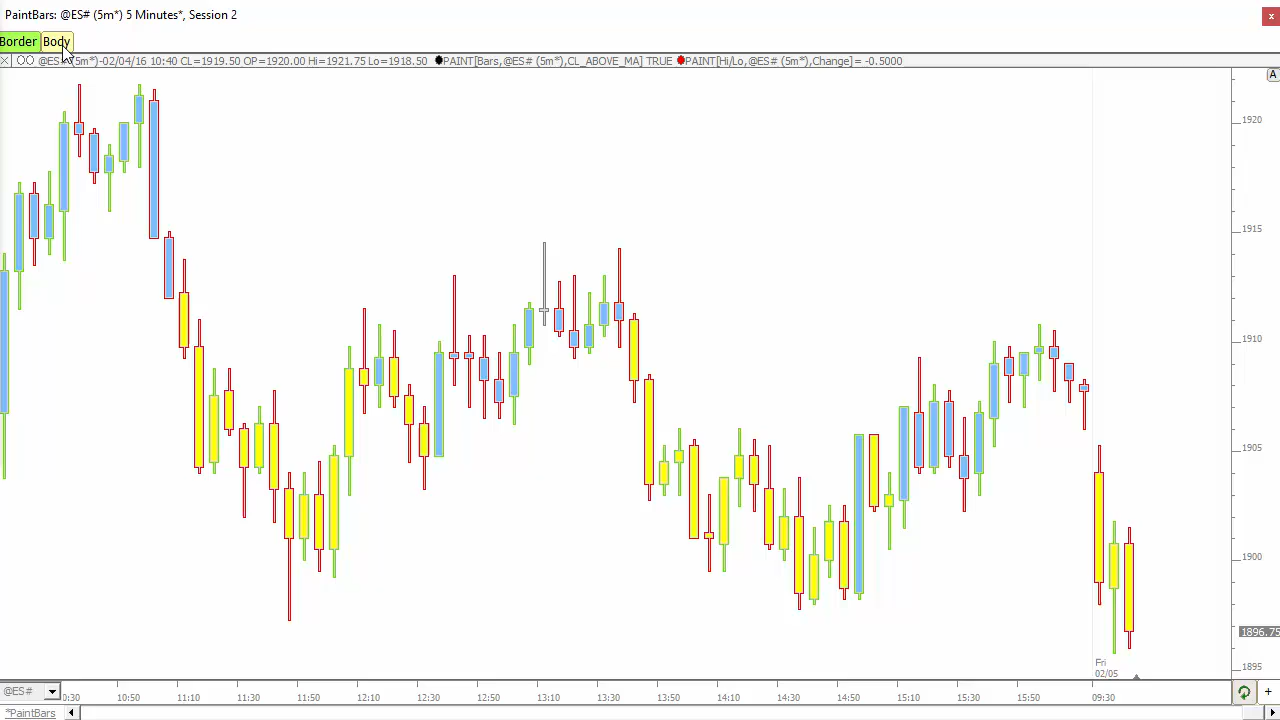 PaintBars: @ES# (5m*) 5 Minutes*, Session 2
x
Border Body
@ES# (5m*)-02/04/16 10:40 CL=1919.50 OP=1920.00 Hi=1921.75 Lo=1918.50 PAINT[Bars,@ES# (5m*),CL_ABOVE_MA] TRUE PAINT[Hi/Lo,@ES# (5m*),Change]= -0.5000
A
1920
1915
1910
1905
1900
1896.75
1895
Fri
02/05
@ES# 0:30 10:50 11:10 11:30 11:50 12:10 12:30 12:50 13:10 13:30 13:50 14:10 14:30 14:50 15:10 15:30 15:50 09:30 +
*PaintBars